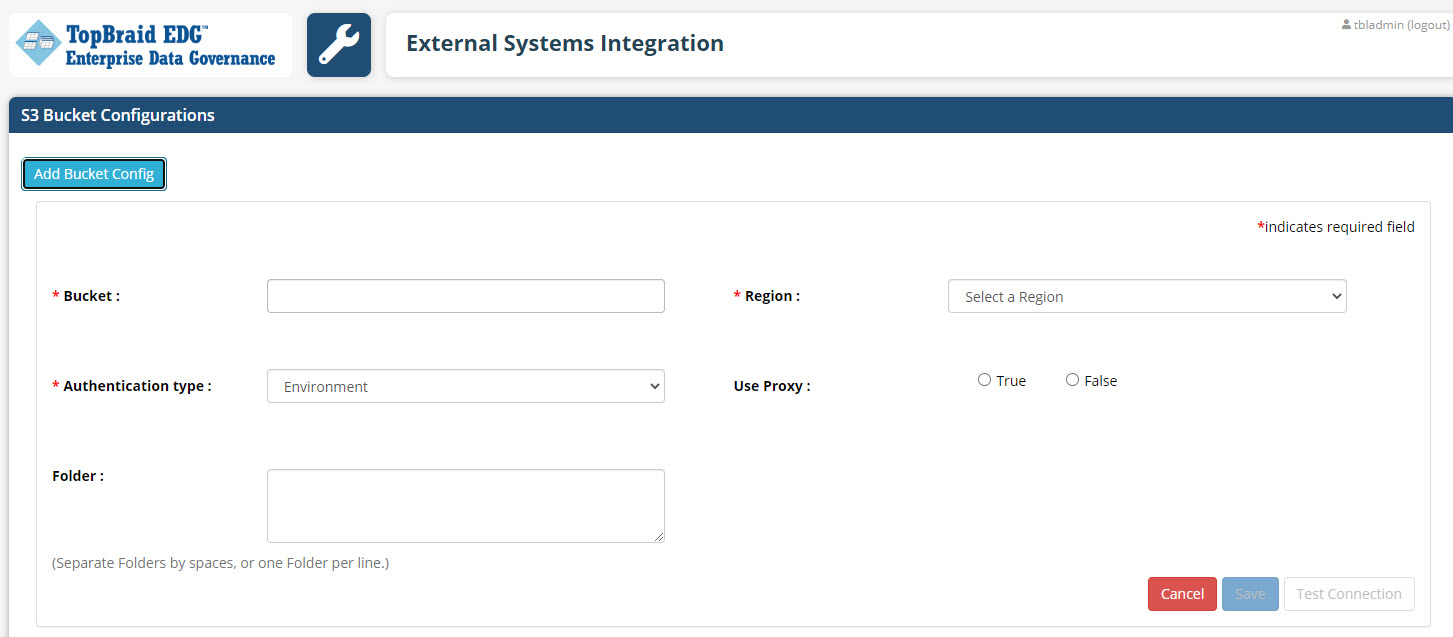 TopBraid EDG™
Enterprise Data Governance
External Systems Integration
tbladmin (logout)
S3 Bucket Configurations
Add Bucket Config
*indicates required field
* Bucket :
* Region :
Select a Region
* Authentication type :
Environment
Use Proxy :
True
False
Folder :
(Separate Folders by spaces, or one Folder per line.)
Cancel
Save
Test Connection